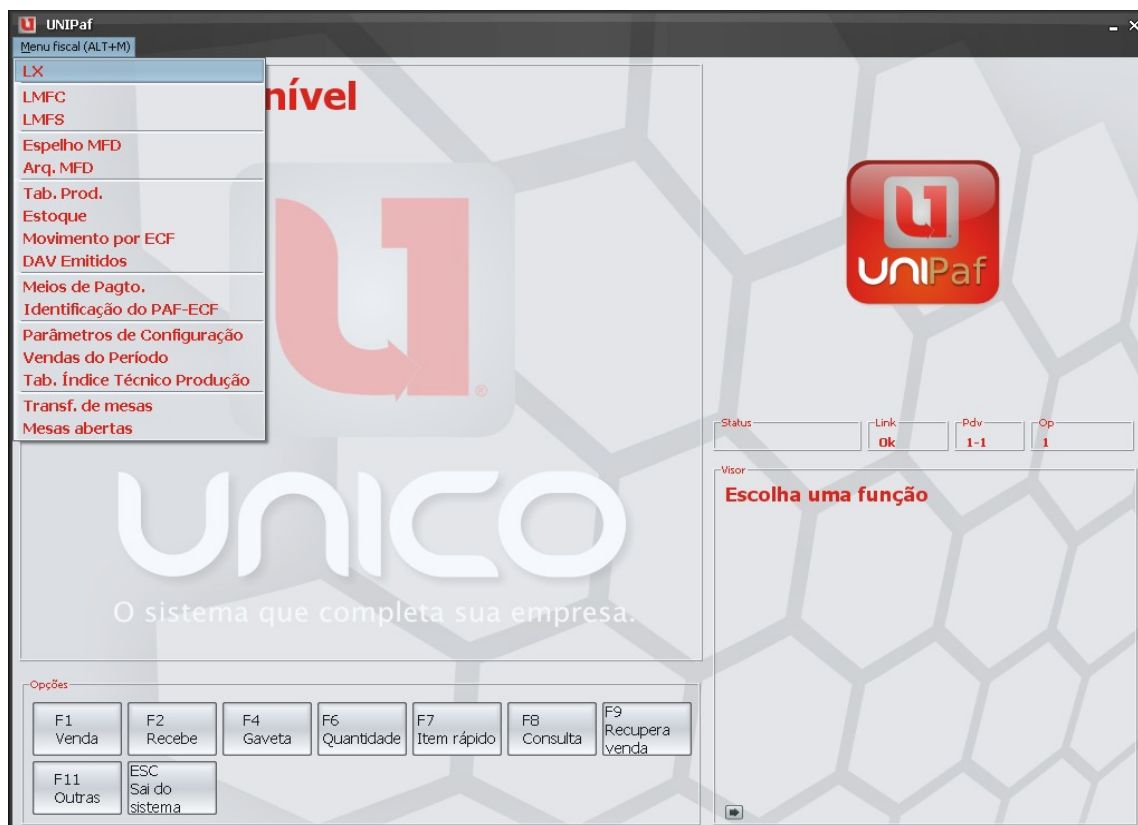 UNIPaf
Menu fiscal (ALT+M)
LX
LMFC
LMFS
Espelho MFD
Arq. MFD
Tab. Prod.
Estoque
Movimento por ECF
DAV Emitidos
Meios de Pagto.
Identificação do PAF-ECF
Parâmetros de Configuração
Vendas do Período
Tab. Índice Técnico Produção
Transf. de mesas
Mesas abertas
nível
UNICO
O sistema que completa sua empresa.
®
UNIPaf
Status
Link
Ok
Pdv
1-1
Op
1
Visor
Escolha uma função
Opções
F1
Venda
F2
Recebe
F4
Gaveta
F6
Quantidade
F7
Item rápido
F8
Consulta
F9
Recupera
venda
F11
Outras
ESC
Sai do
sistema